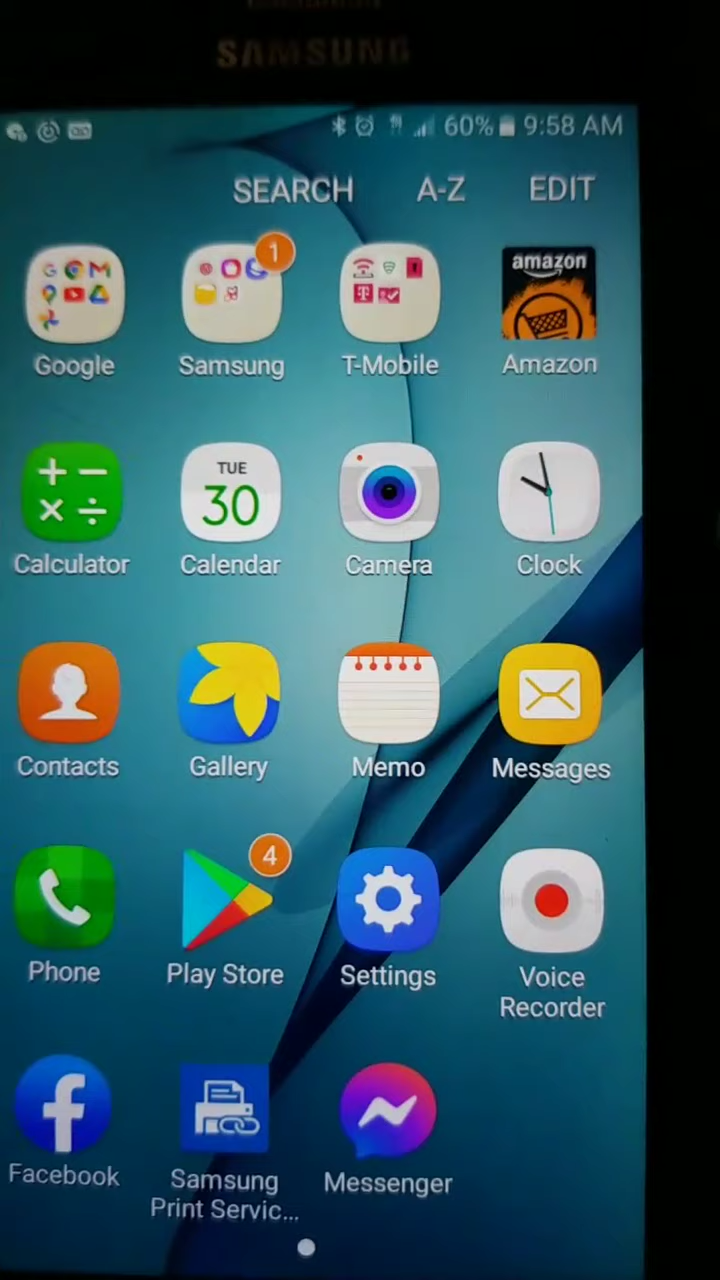 SAMSUNG
60% 9:58 AM
SEARCH A-Z EDIT
1
amazon
Google Samsung T-Mobile Amazon
TUE
30
Calculator Calendar Camera Clock
Contacts Gallery Memo Messages
4
Phone Play Store Settings Voice
Recorder
Facebook Samsung
Print Servic... Messenger